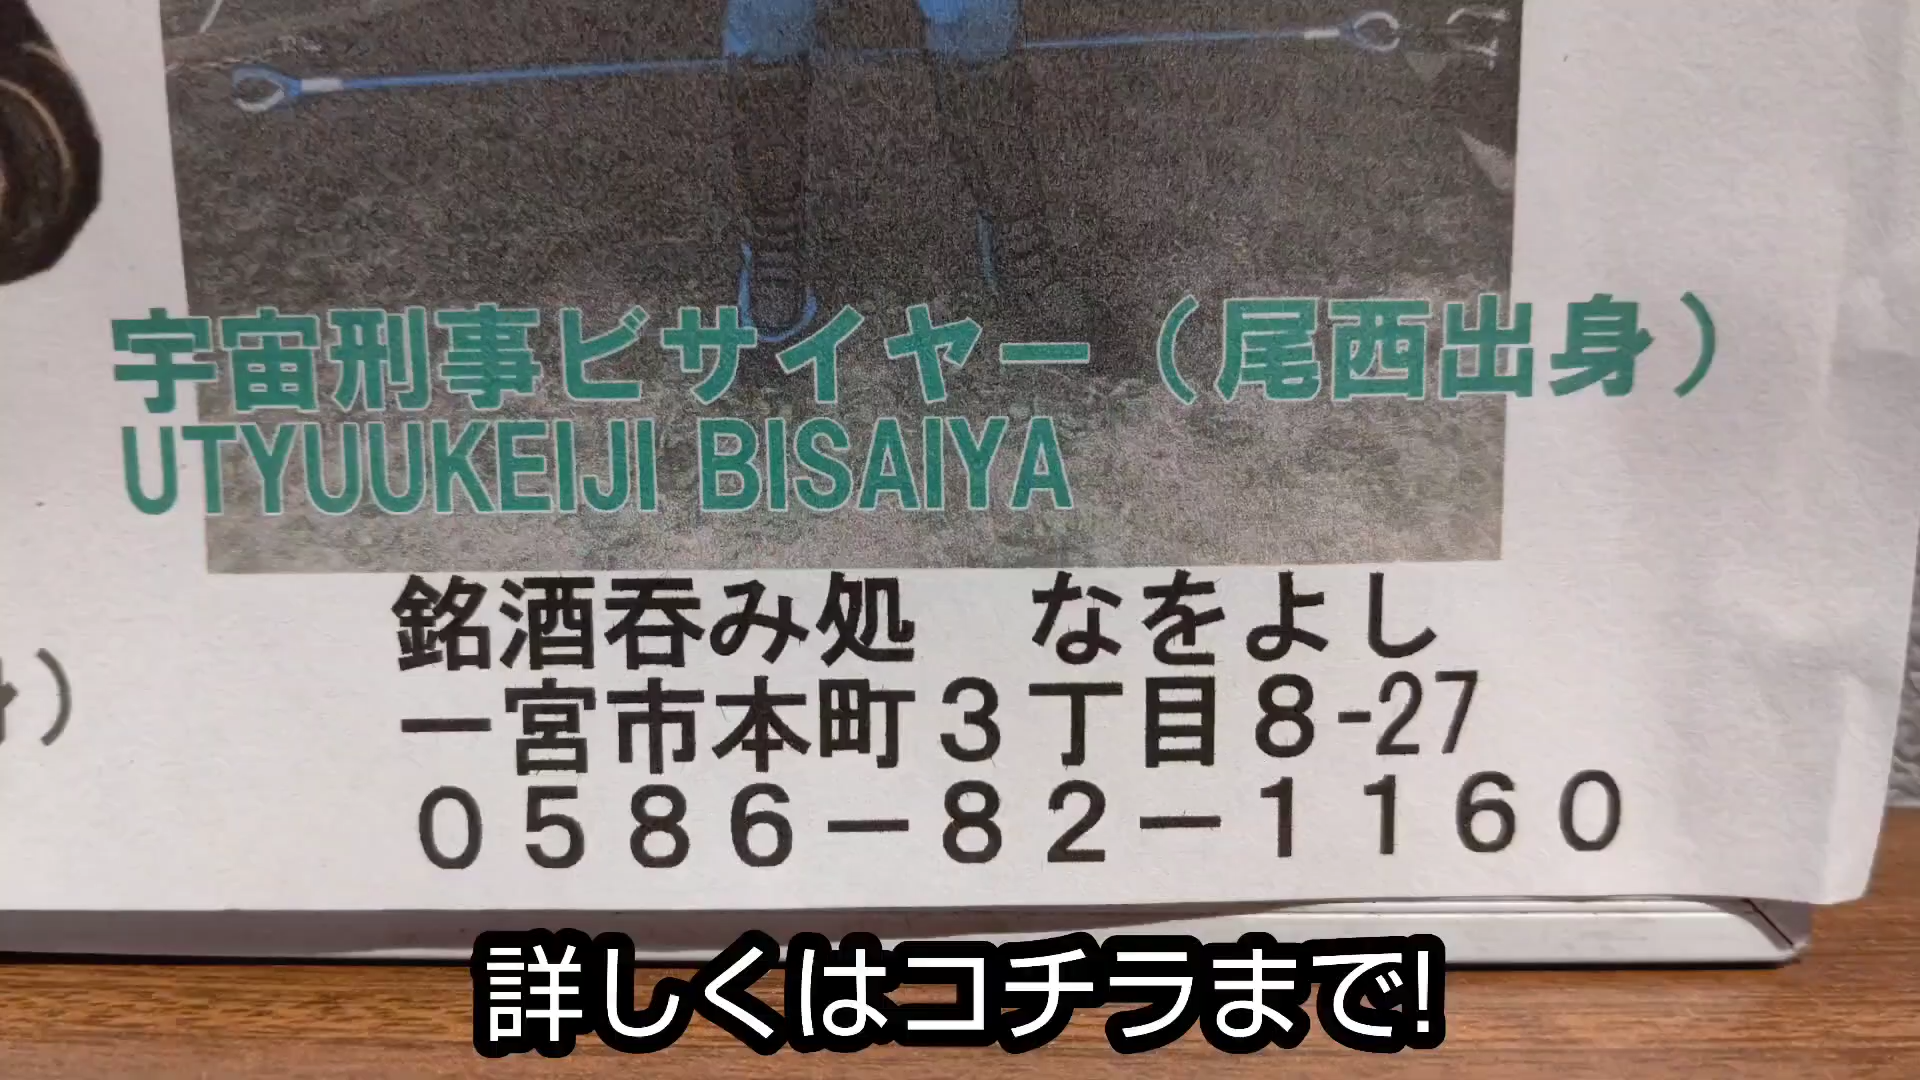 宇宙刑事ビサイヤー（尾西出身）
UTYUUKEIJI BISAIYA
銘酒呑み処　なをよし
一宮市本町３丁目８-27
０５８６－８２－１１６０
）
詳しくはコチラまで!